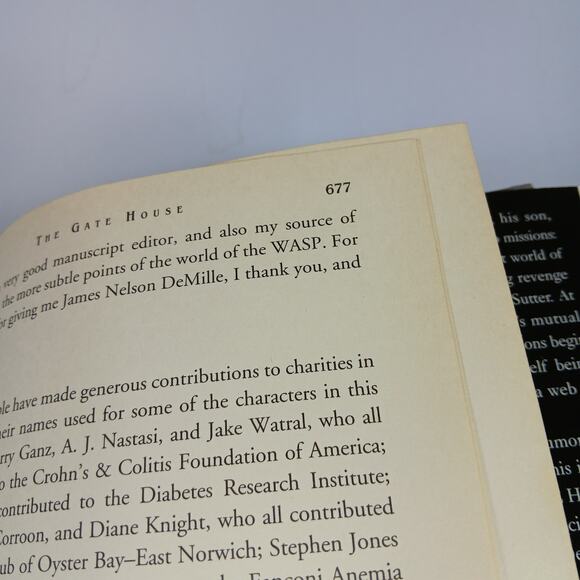 THE GATE HOUSE 677
very good manuscript editor, and also my source of
the more subtle points of the world of the WASP. For
giving me James Nelson DeMille, I thank you, and
have made generous contributions to charities in
names used for some of the characters in this
Ganz, A. J. Nastasi, and Jake Watral, who all
the Crohn's & Colitis Foundation of America;
contributed to the Diabetes Research Institute;
Corroon, and Diane Knight, who all contributed
of Oyster Bay–East Norwich; Stephen Jones
Fanconi Anemia
his son,
missions:
world of
revenge
Sutter. At
mutual
begin
a web